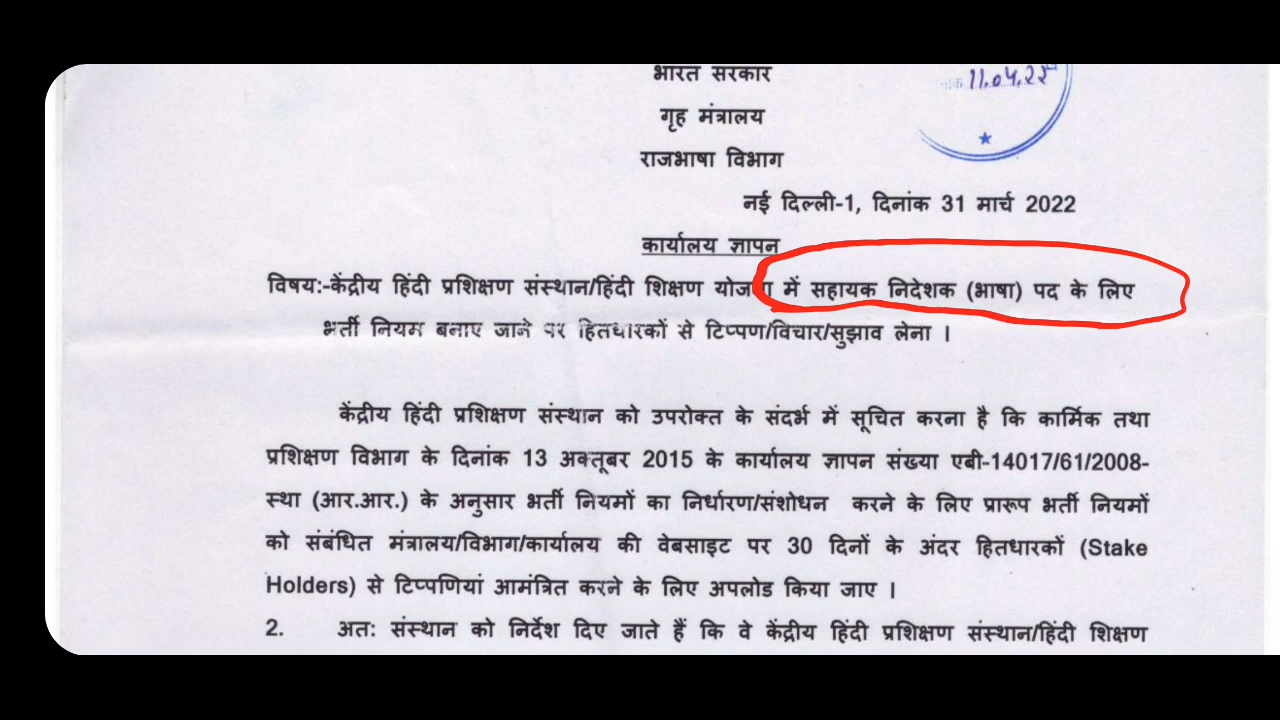 भारत सरकार
11.04.22
गृह मंत्रालय
राजभाषा विभाग
नई दिल्ली-1, दिनांक 31 मार्च 2022
कार्यालय ज्ञापन
विषय:-केंद्रीय हिंदी प्रशिक्षण संस्थान/हिंदी शिक्षण योजना में सहायक निदेशक (भाषा) पद के लिए
भर्ती नियम बनाए जाने पर हितधारकों से टिप्पण/विचार/सुझाव लेना ।
केंद्रीय हिंदी प्रशिक्षण संस्थान को उपरोक्त के संदर्भ में सूचित करना है कि कार्मिक तथा
प्रशिक्षण विभाग के दिनांक 13 अक्तूबर 2015 के कार्यालय ज्ञापन संख्या एबी-14017/61/2008-
स्था (आर.आर.) के अनुसार भर्ती नियमों का निर्धारण/संशोधन करने के लिए प्रारूप भर्ती नियमों
को संबंधित मंत्रालय/विभाग/कार्यालय की वेबसाइट पर 30 दिनों के अंदर हितधारकों (Stake
Holders) से टिप्पणियां आमंत्रित करने के लिए अपलोड किया जाए ।
2. अतः संस्थान को निर्देश दिए जाते हैं कि वे केंद्रीय हिंदी प्रशिक्षण संस्थान/हिंदी शिक्षण